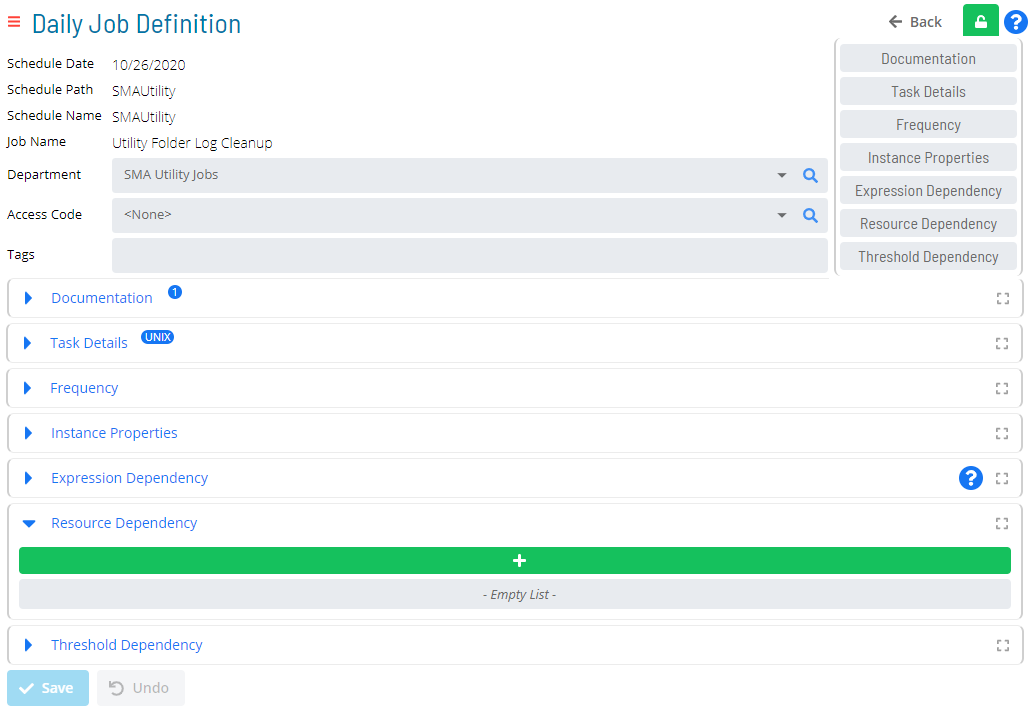 Daily Job Definition
Back
?
Schedule Date 10/26/2020
Schedule Path SMAUtility
Schedule Name SMAUtility
Job Name Utility Folder Log Cleanup
Department SMA Utility Jobs
Access Code <None>
Tags
Documentation
Task Details
Frequency
Instance Properties
Expression Dependency
Resource Dependency
Threshold Dependency
Documentation 1
Task Details UNIX
Frequency
Instance Properties
Expression Dependency ?
Resource Dependency
+
- Empty List -
Threshold Dependency
Save Undo